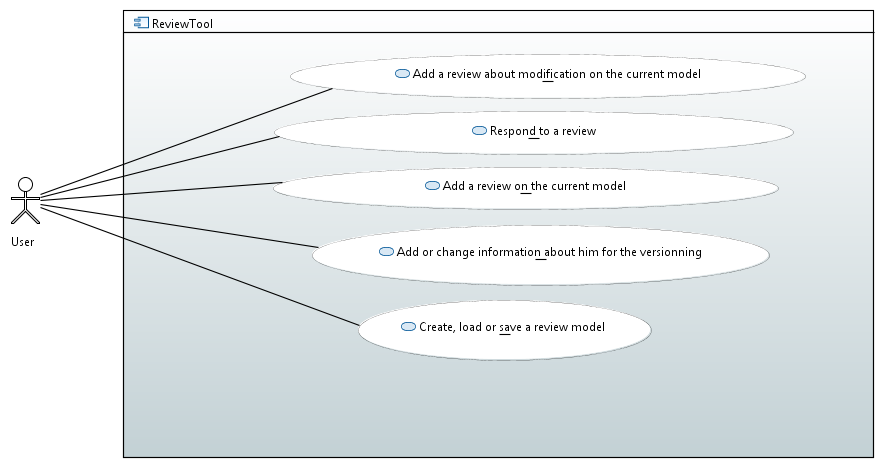 ReviewTool
Add a review about modification on the current model
Respond to a review
Add a review on the current model
User
Add or change information about him for the versionning
Create, load or save a review model